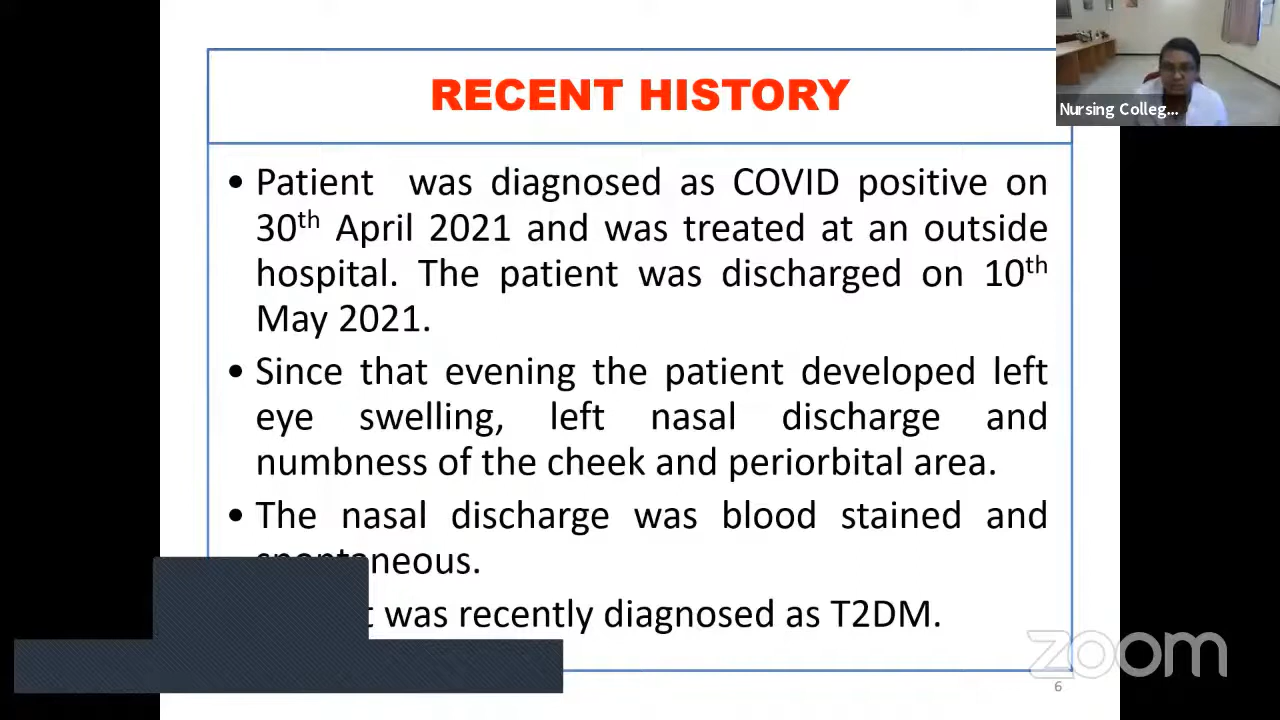 RECENT HISTORY
Nursing Colleg...
• Patient was diagnosed as COVID positive on
30th April 2021 and was treated at an outside
hospital. The patient was discharged on 10th
May 2021.
• Since that evening the patient developed left
eye swelling, left nasal discharge and
numbness of the cheek and periorbital area.
• The nasal discharge was blood stained and
spontaneous.
was recently diagnosed as T2DM.
zoom
6